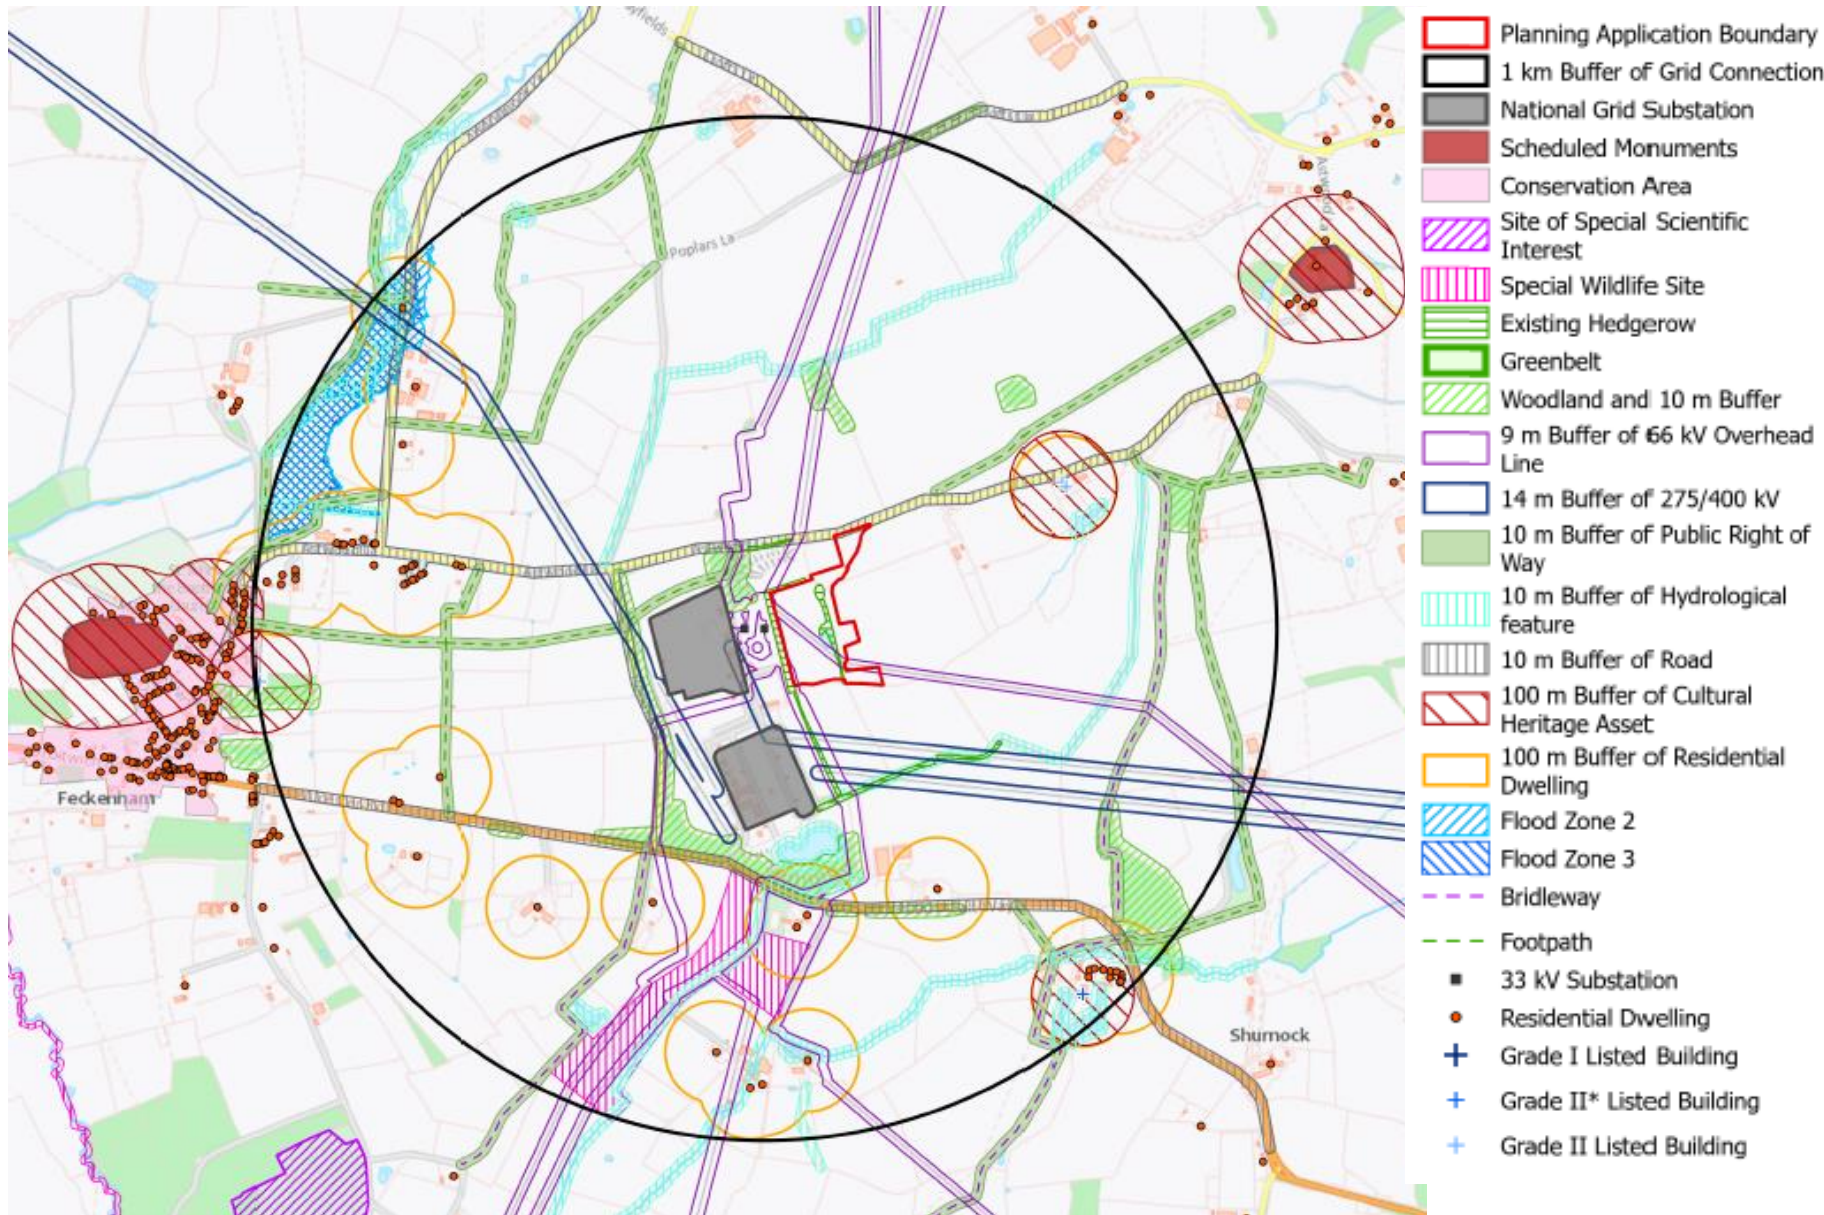 Poplars La
Astwood La
Feckenham
Shurnock
Planning Application Boundary
1 km Buffer of Grid Connection
National Grid Substation
Scheduled Monuments
Conservation Area
Site of Special Scientific
Interest
Special Wildlife Site
Existing Hedgerow
Greenbelt
Woodland and 10 m Buffer
9 m Buffer of 66 kV Overhead
Line
14 m Buffer of 275/400 kV
10 m Buffer of Public Right of
Way
10 m Buffer of Hydrological
feature
10 m Buffer of Road
100 m Buffer of Cultural
Heritage Asset
100 m Buffer of Residential
Dwelling
Flood Zone 2
Flood Zone 3
Bridleway
Footpath
33 kV Substation
Residential Dwelling
Grade I Listed Building
Grade II* Listed Building
Grade II Listed Building